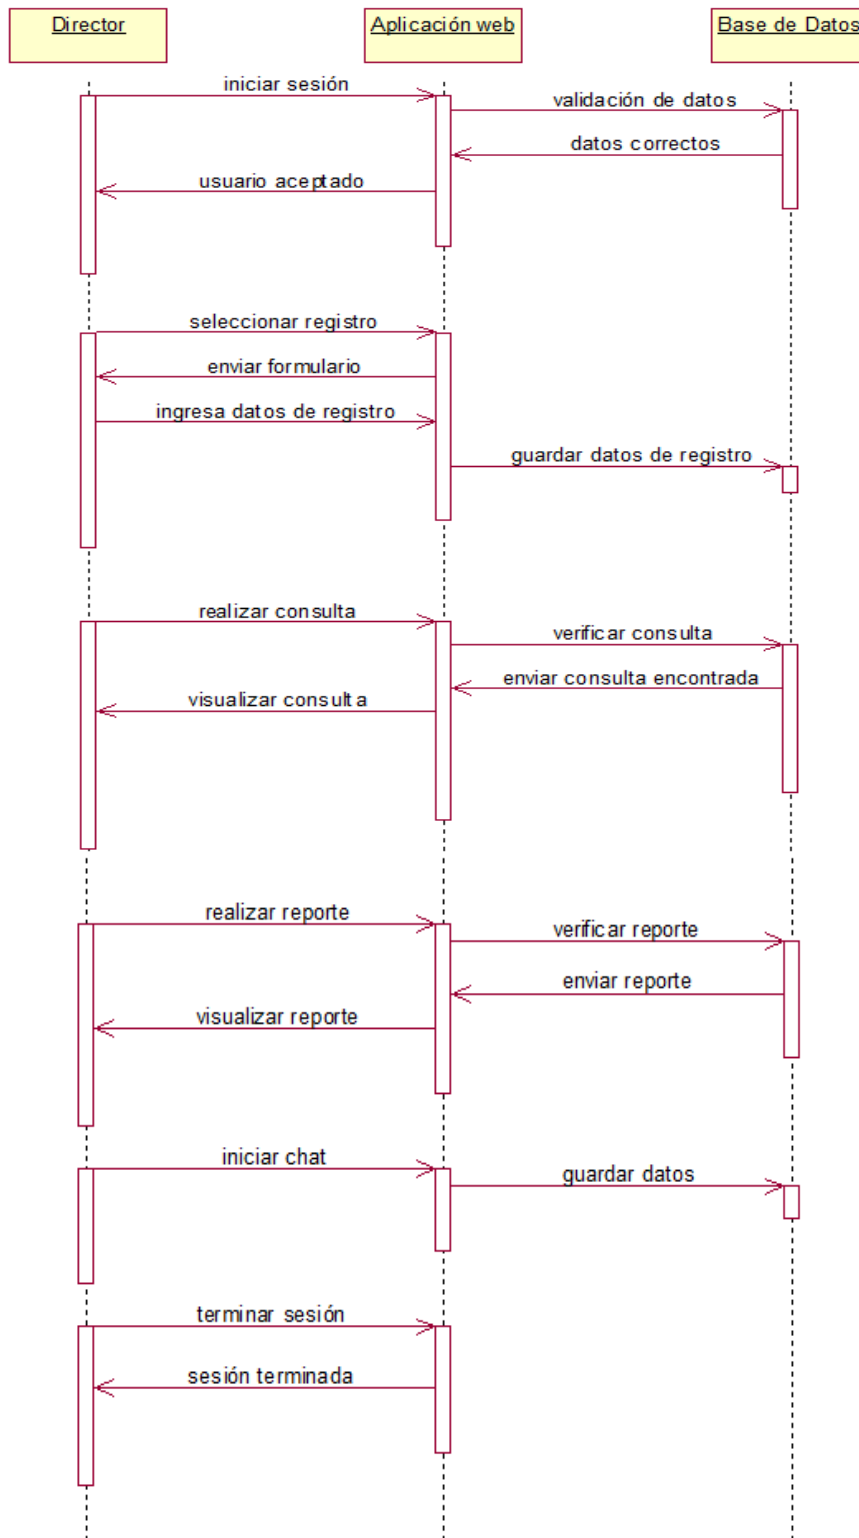 Director
Aplicación web
Base de Datos
iniciar sesión
validación de datos
datos correctos
usuario aceptado
seleccionar registro
enviar formulario
ingresa datos de registro
guardar datos de registro
realizar consulta
verificar consulta
enviar consulta encontrada
visualizar consulta
realizar reporte
verificar reporte
enviar reporte
visualizar reporte
iniciar chat
guardar datos
terminar sesión
sesión terminada